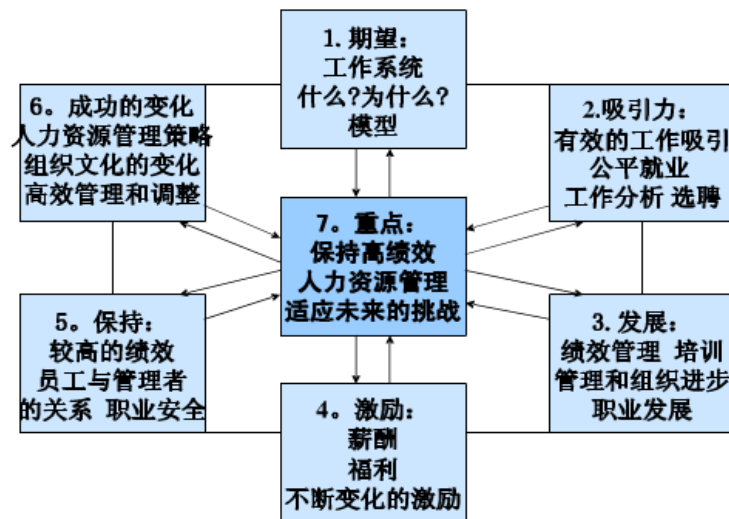 1. 期望：
工作系统
什么?为什么?
模型
2.吸引力：
有效的工作吸引
公平就业
工作分析 选聘
3. 发展：
绩效管理 培训
管理和组织进步
职业发展
4。激励：
薪酬
福利
不断变化的激励
5。保持：
较高的绩效
员工与管理者
的关系 职业安全
6。成功的变化
人力资源管理策略
组织文化的变化
高效管理和调整
7。重点：
保持高绩效
人力资源管理
适应未来的挑战